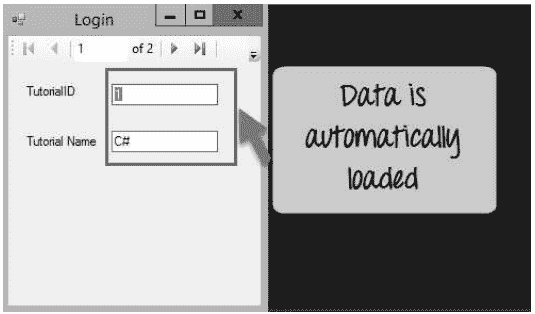 Login
1 of 2
TutorialID 1
Tutorial Name C#
Data is
automatically
loaded